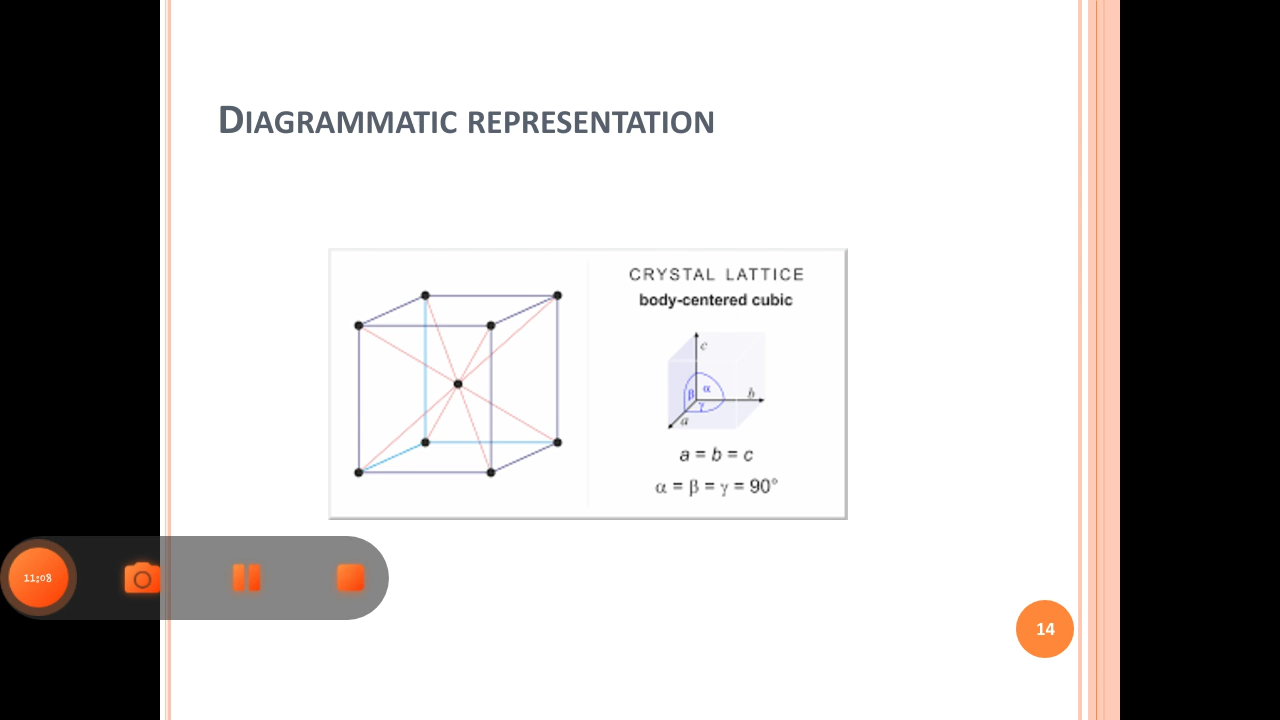 DIAGRAMMATIC REPRESENTATION
CRYSTAL LATTICE
body-centered cubic
c
β α
b
γ
a
a = b = c
α = β = γ = 90°
11:08
14